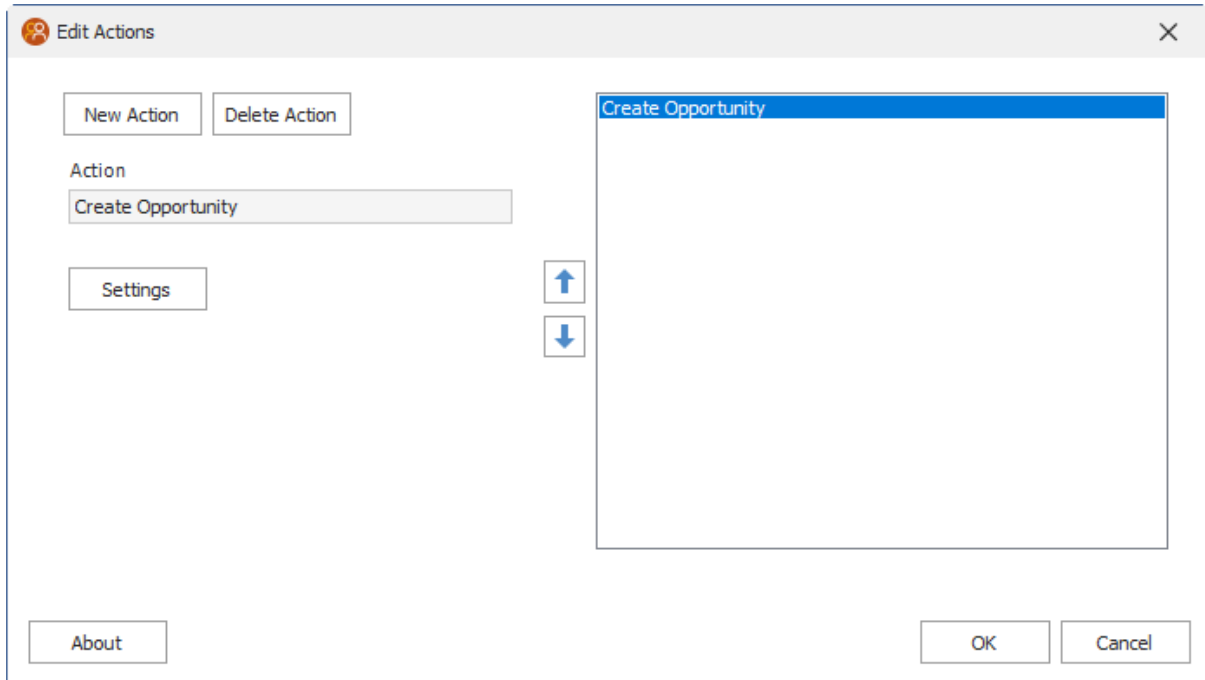 Edit Actions
New Action
Delete Action
Create Opportunity
Action
Create Opportunity
Settings
About
OK
Cancel